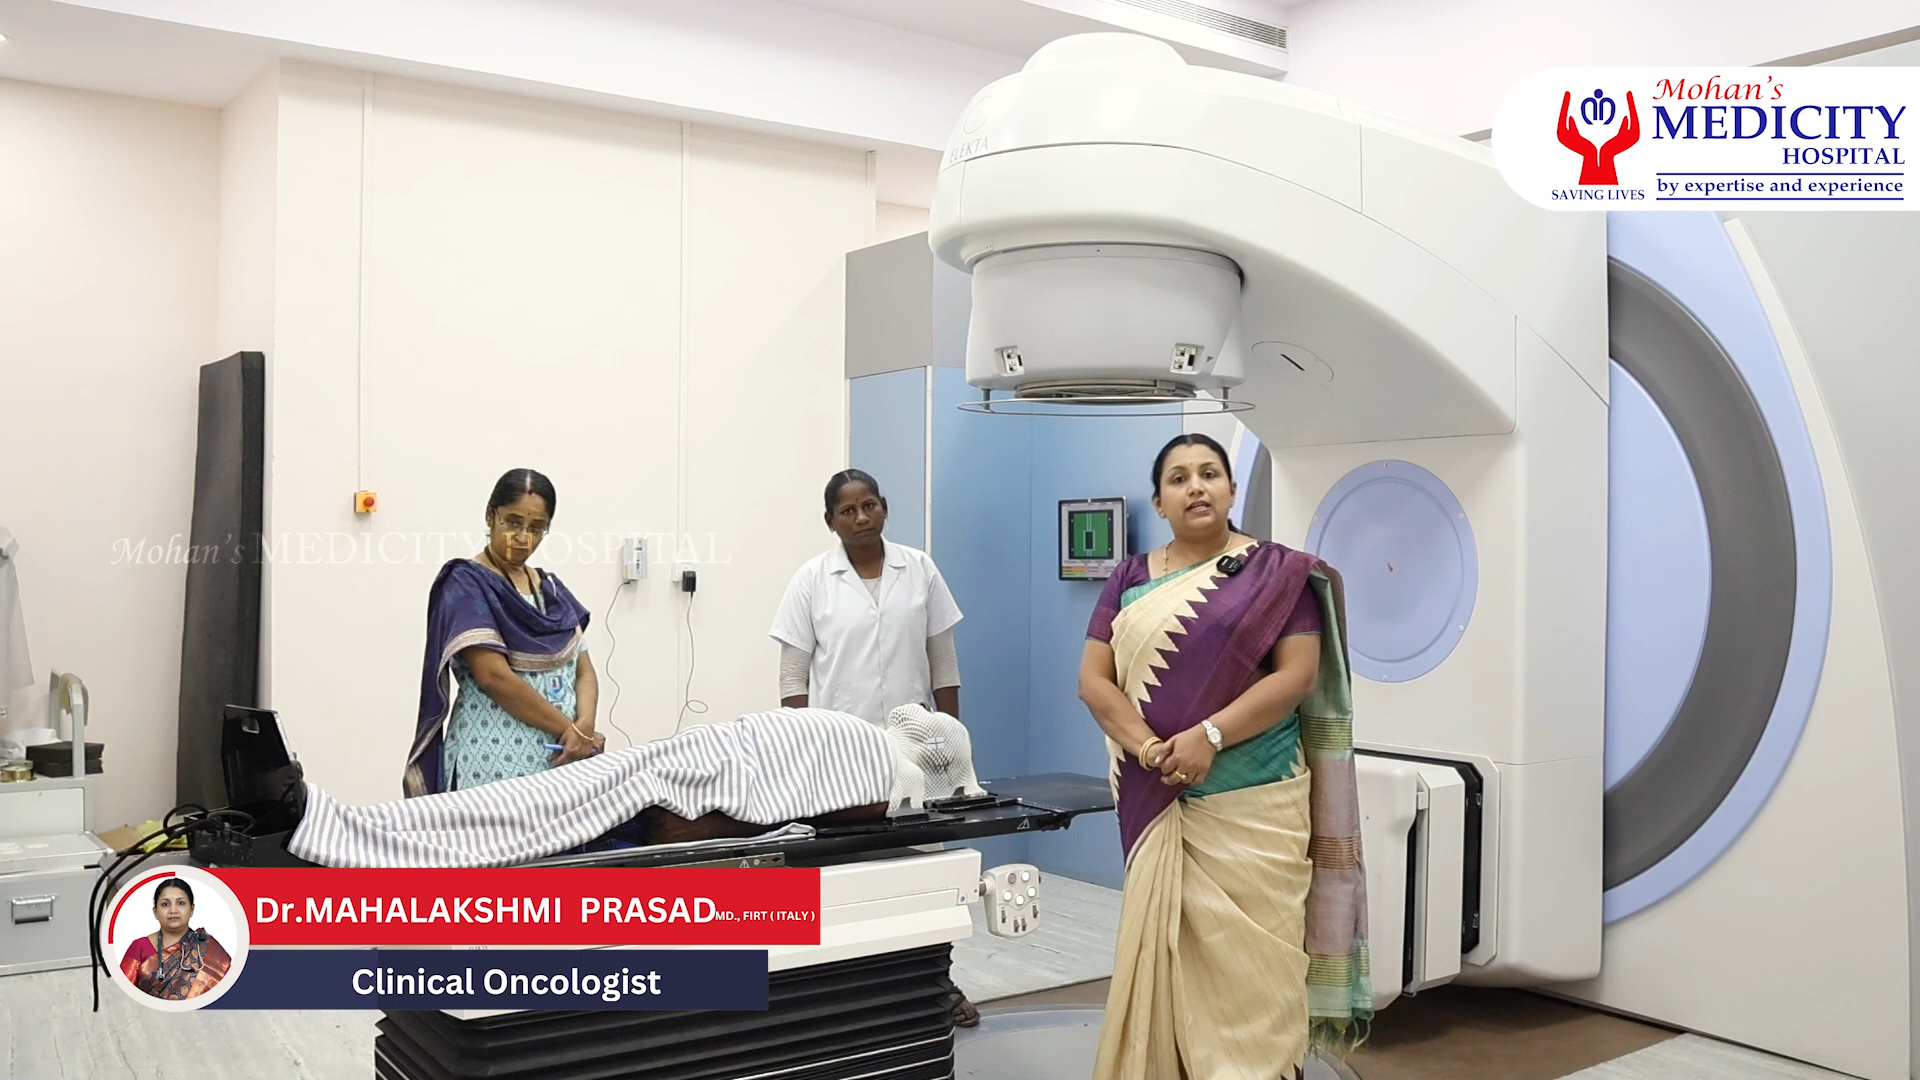 Mohan's
MEDICITY
HOSPITAL
SAVING LIVES
by expertise and experience
ELEKTA
Mohan's MEDICITY HOSPITAL
Dr.MAHALAKSHMI PRASAD MD., FIRT ( ITALY )
Clinical Oncologist